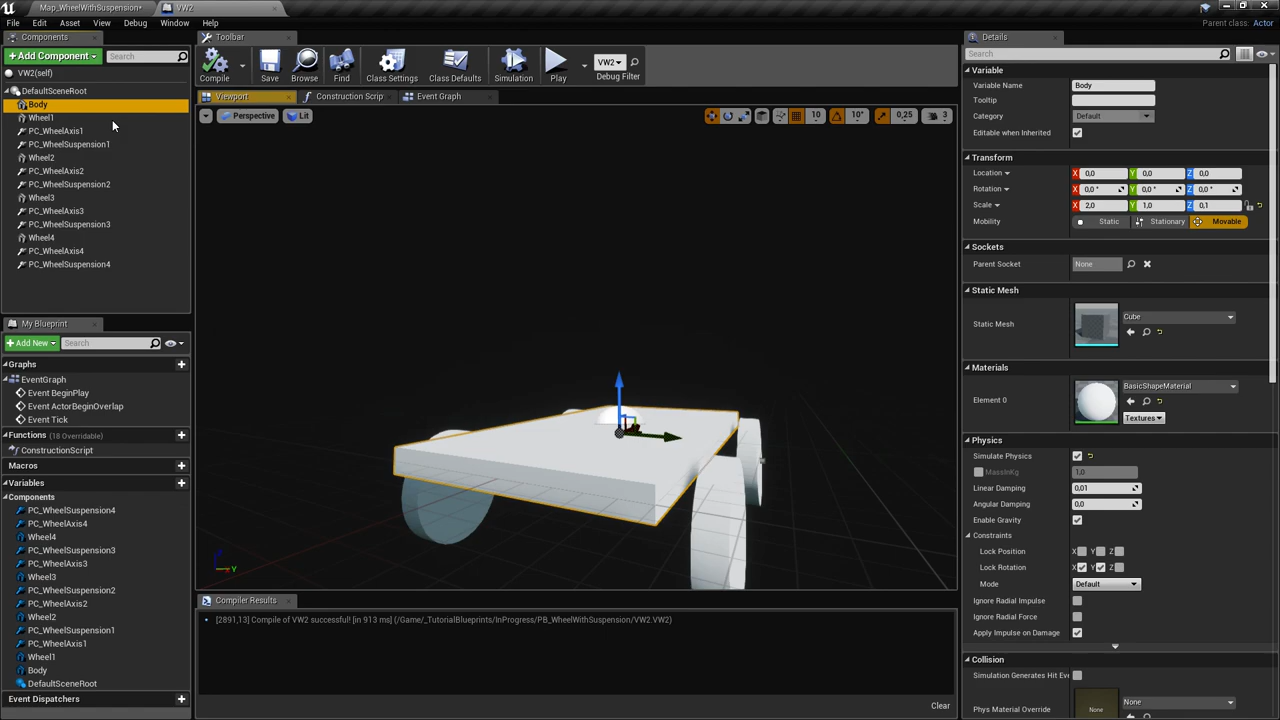 Map_WheelWithSuspension*
VW2
File
Edit
Asset
View
Debug
Window
Help
Parent class: Actor
Components
+ Add Component
Search
VW2(self)
DefaultSceneRoot
Body
Wheel1
PC_WheelAxis1
PC_WheelSuspension1
Wheel2
PC_WheelAxis2
PC_WheelSuspension2
Wheel3
PC_WheelAxis3
PC_WheelSuspension3
Wheel4
PC_WheelAxis4
PC_WheelSuspension4
My Blueprint
+ Add New
Search
Graphs
EventGraph
Event BeginPlay
Event ActorBeginOverlap
Event Tick
Functions (18 Overridable)
ConstructionScript
Macros
Variables
Components
PC_WheelSuspension4
PC_WheelAxis4
Wheel4
PC_WheelSuspension3
PC_WheelAxis3
Wheel3
PC_WheelSuspension2
PC_WheelAxis2
Wheel2
PC_WheelSuspension1
PC_WheelAxis1
Wheel1
Body
DefaultSceneRoot
Event Dispatchers
Toolbar
Compile
Save
Browse
Find
Class Settings
Class Defaults
Simulation
Play
VW2
Debug Filter
Viewport
Construction Scrip
Event Graph
Perspective
Lit
10
10°
0,25
3
Y
Compiler Results
[2891,13] Compile of VW2 successful! [in 913 ms] (/Game/_TutorialBlueprints/InProgress/PB_WheelWithSuspension/VW2.VW2)
Clear
Details
Search
Variable
Variable Name Body
Tooltip
Category Default
Editable when Inherited
Transform
Location X 0,0 Y 0,0 Z 0,0
Rotation X 0,0 ° Y 0,0 ° Z 0,0 °
Scale X 2,0 Y 1,0 Z 0,1
Mobility Static Stationary Movable
Sockets
Parent Socket None
Static Mesh
Static Mesh Cube
Materials
Element 0 BasicShapeMaterial
Textures
Physics
Simulate Physics
MassInKg 1,0
Linear Damping 0,01
Angular Damping 0,0
Enable Gravity
Constraints
Lock Position X Y Z
Lock Rotation X Y Z
Mode Default
Ignore Radial Impulse
Ignore Radial Force
Apply Impulse on Damage
Collision
Simulation Generates Hit Eve
Phys Material Override None None